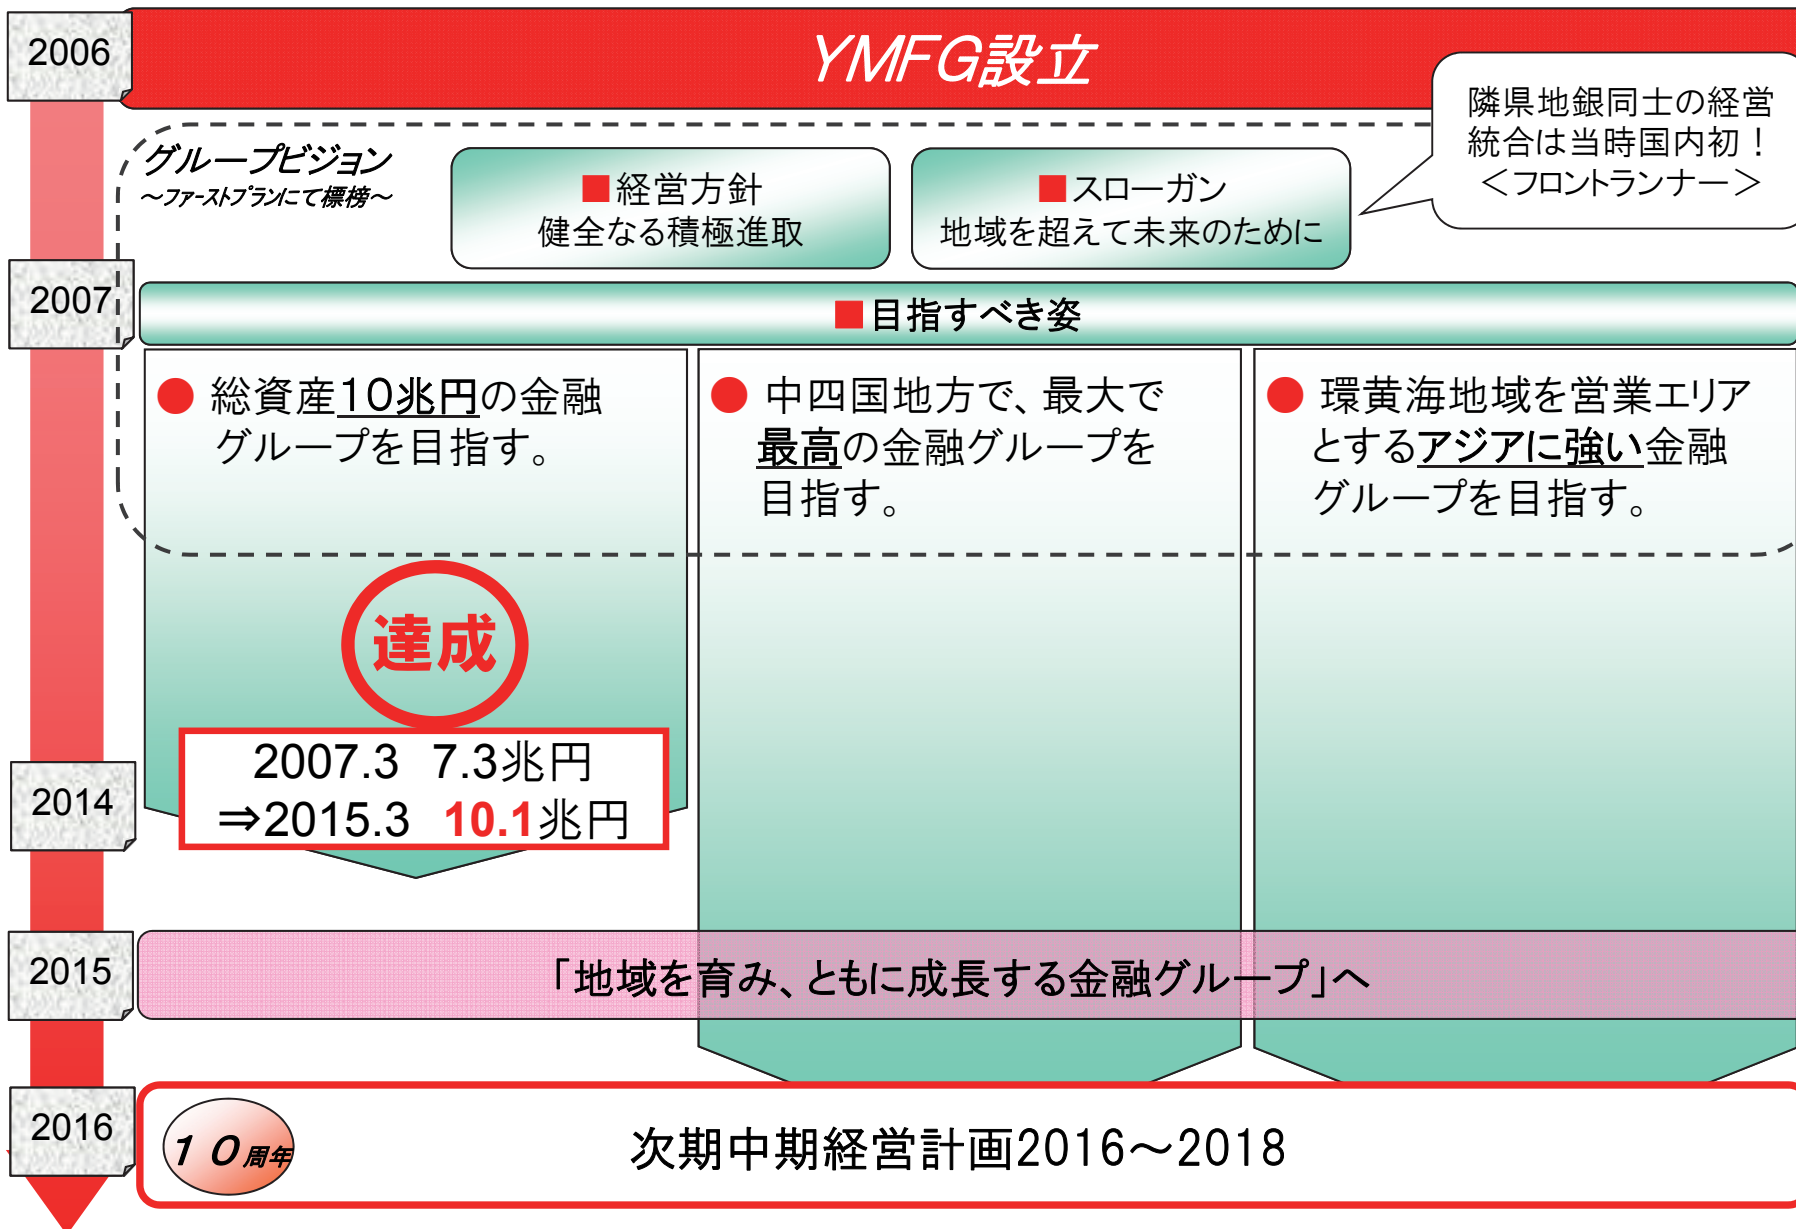 2006
YMFG設立
隣県地銀同士の経営
統合は当時国内初！
＜フロントランナー＞
グループビジョン
～ファーストプランにて標榜～
■経営方針
健全なる積極進取
■スローガン
地域を超えて未来のために
2007
■目指すべき姿
● 総資産10兆円の金融
グループを目指す。
● 中四国地方で、最大で
最高の金融グループを
目指す。
● 環黄海地域を営業エリア
とするアジアに強い金融
グループを目指す。
達成
2007.3 7.3兆円
⇒2015.3 10.1兆円
2014
2015
「地域を育み、ともに成長する金融グループ」へ
2016
10周年
次期中期経営計画2016～2018